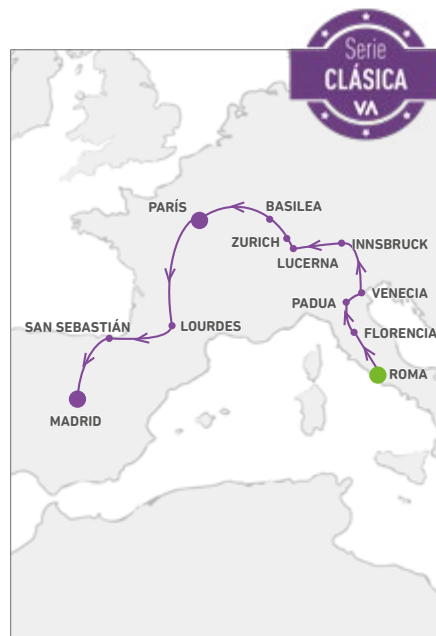 Serie
CLÁSICA
VA
PARÍS
BASILEA
ZURICH
INNSBRUCK
LUCERNA
VENECIA
PADUA
SAN SEBASTIÁN
LOURDES
FLORENCIA
ROMA
MADRID